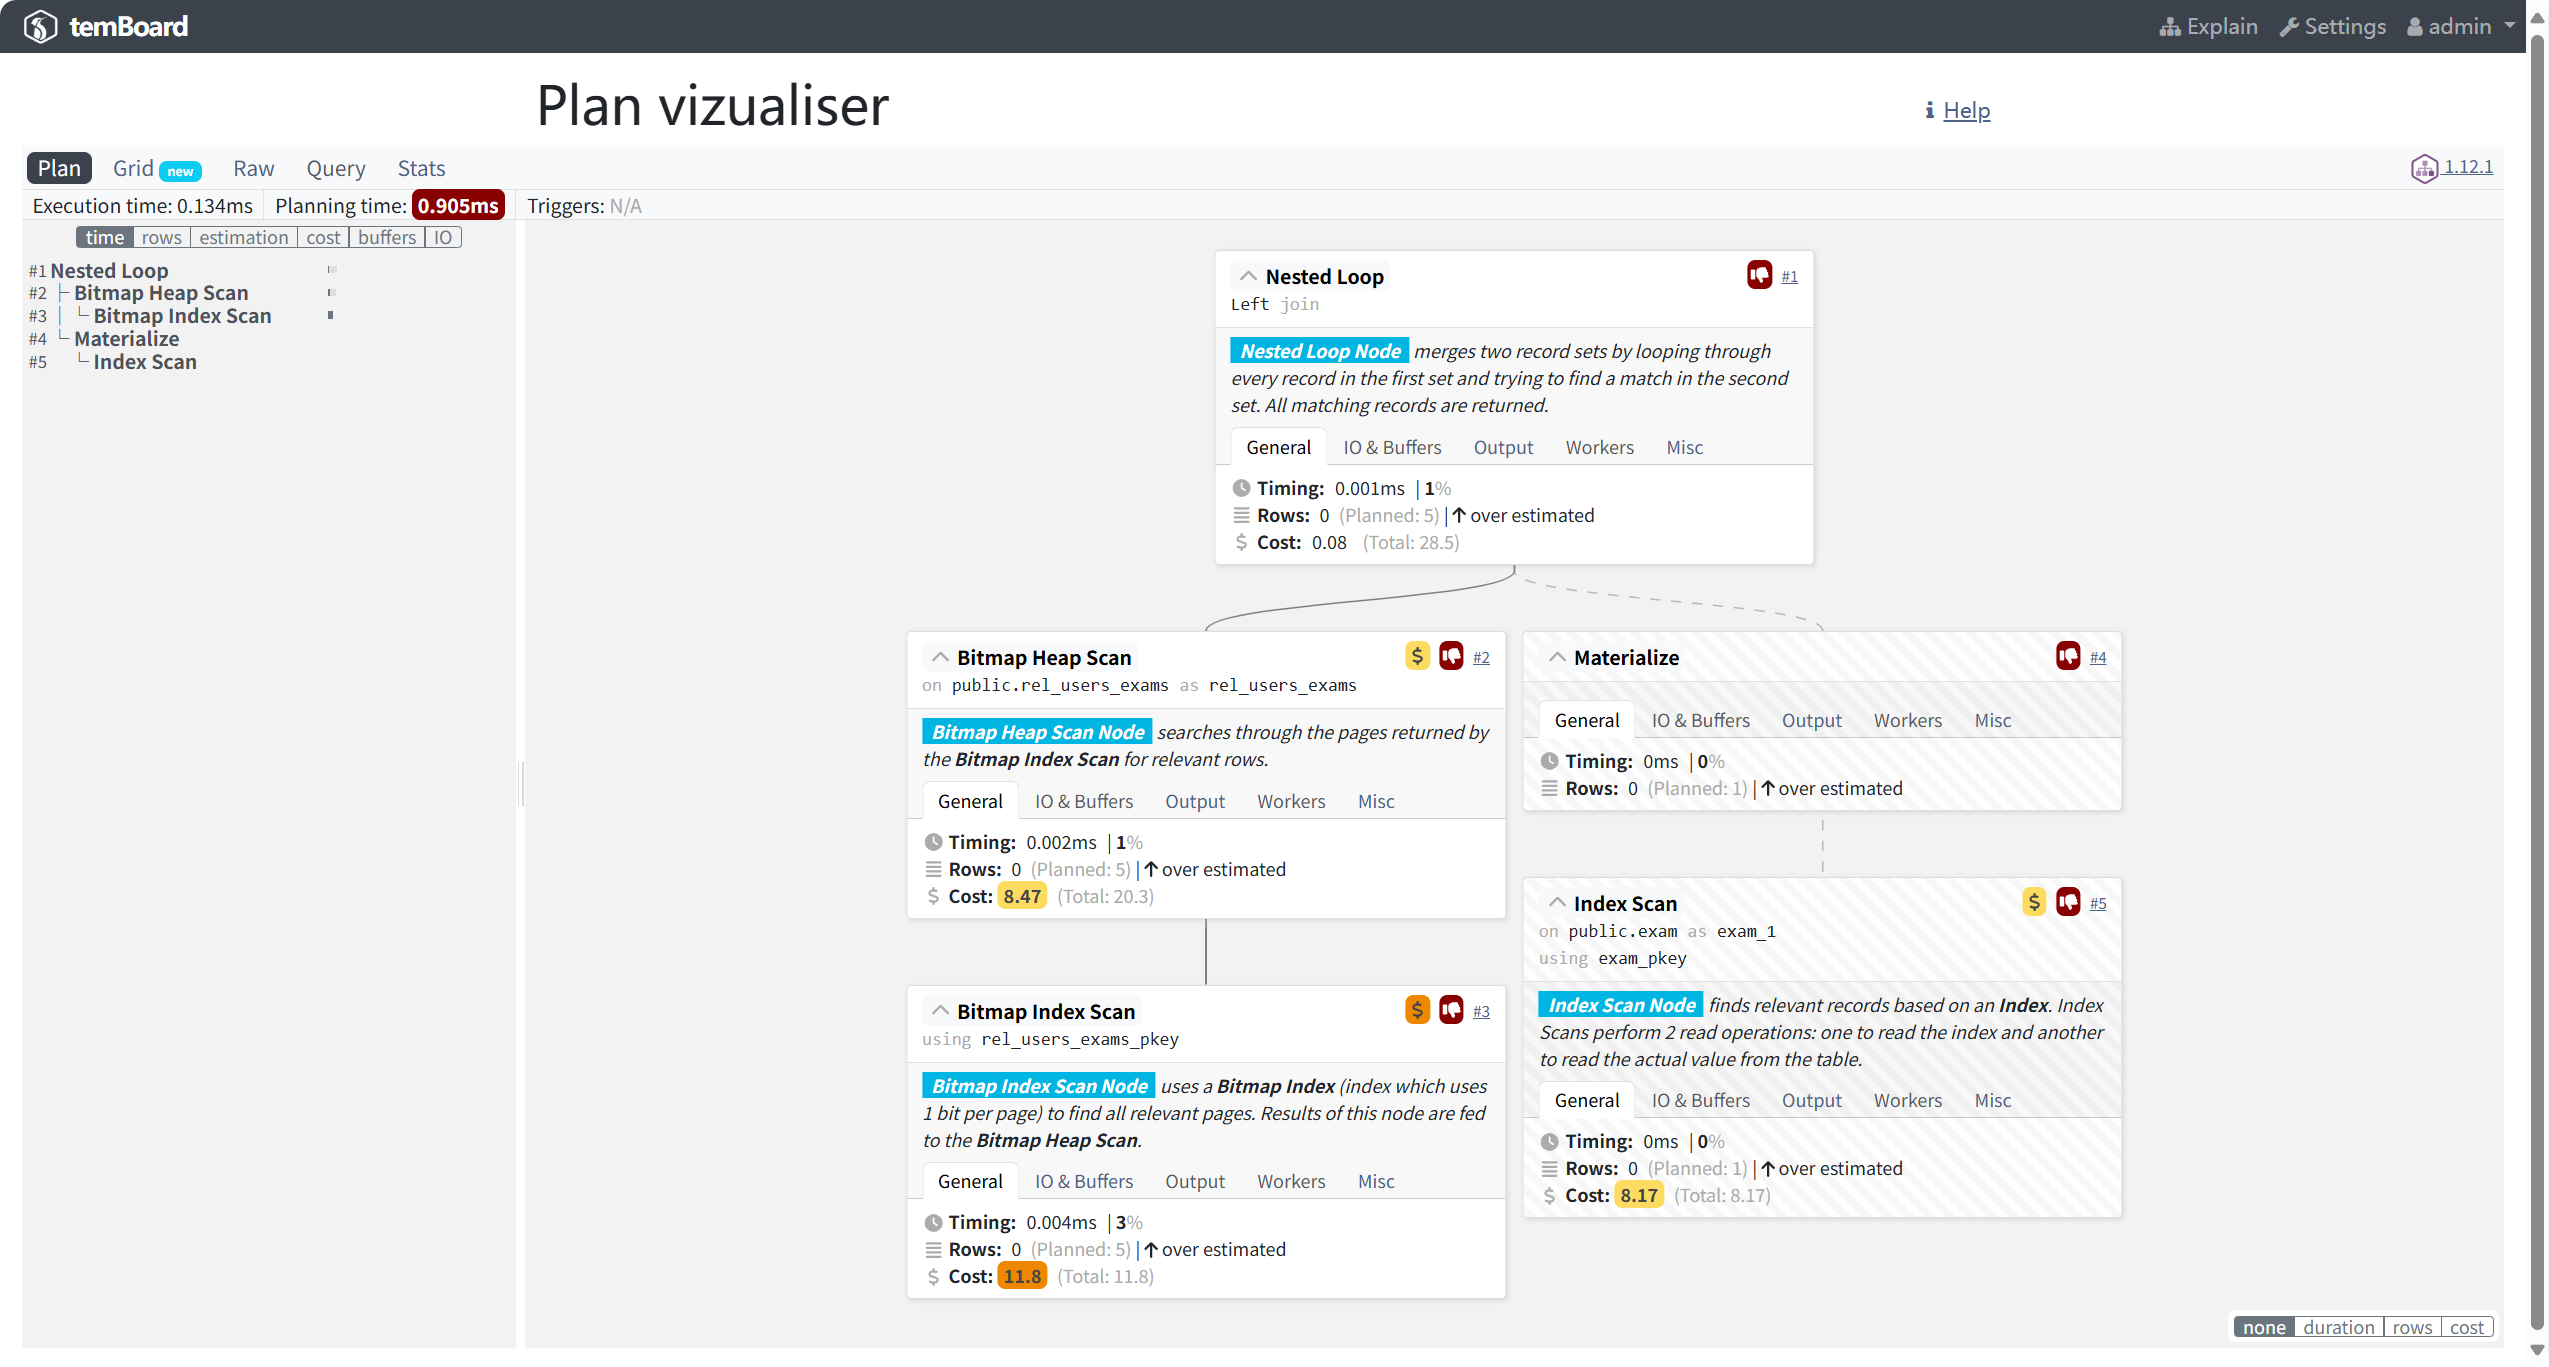 temBoard
Explain Settings admin
Plan vizualiser
Help
Plan Grid new Raw Query Stats
1.12.1
Execution time: 0.134ms Planning time: 0.905ms Triggers: N/A
time rows estimation cost buffers IO
#1 Nested Loop
#2 Bitmap Heap Scan
#3 Bitmap Index Scan
#4 Materialize
#5 Index Scan
Nested Loop #1
Left join
Nested Loop Node merges two record sets by looping through
every record in the first set and trying to find a match in the second
set. All matching records are returned.
General IO & Buffers Output Workers Misc
Timing: 0.001ms | 1%
Rows: 0 (Planned: 5) | over estimated
$ Cost: 0.08 (Total: 28.5)
Bitmap Heap Scan $ #2
on public.rel_users_exams as rel_users_exams
Bitmap Heap Scan Node searches through the pages returned by
the Bitmap Index Scan for relevant rows.
General IO & Buffers Output Workers Misc
Timing: 0.002ms | 1%
Rows: 0 (Planned: 5) | over estimated
$ Cost: 8.47 (Total: 20.3)
Materialize #4
General IO & Buffers Output Workers Misc
Timing: 0ms | 0%
Rows: 0 (Planned: 1) | over estimated
Bitmap Index Scan $ #3
using rel_users_exams_pkey
Bitmap Index Scan Node uses a Bitmap Index (index which uses
1 bit per page) to find all relevant pages. Results of this node are fed
to the Bitmap Heap Scan.
General IO & Buffers Output Workers Misc
Timing: 0.004ms | 3%
Rows: 0 (Planned: 5) | over estimated
$ Cost: 11.8 (Total: 11.8)
Index Scan $ #5
on public.exam as exam_1
using exam_pkey
Index Scan Node finds relevant records based on an Index. Index
Scans perform 2 read operations: one to read the index and another
to read the actual value from the table.
General IO & Buffers Output Workers Misc
Timing: 0ms | 0%
Rows: 0 (Planned: 1) | over estimated
$ Cost: 8.17 (Total: 8.17)
none duration rows cost